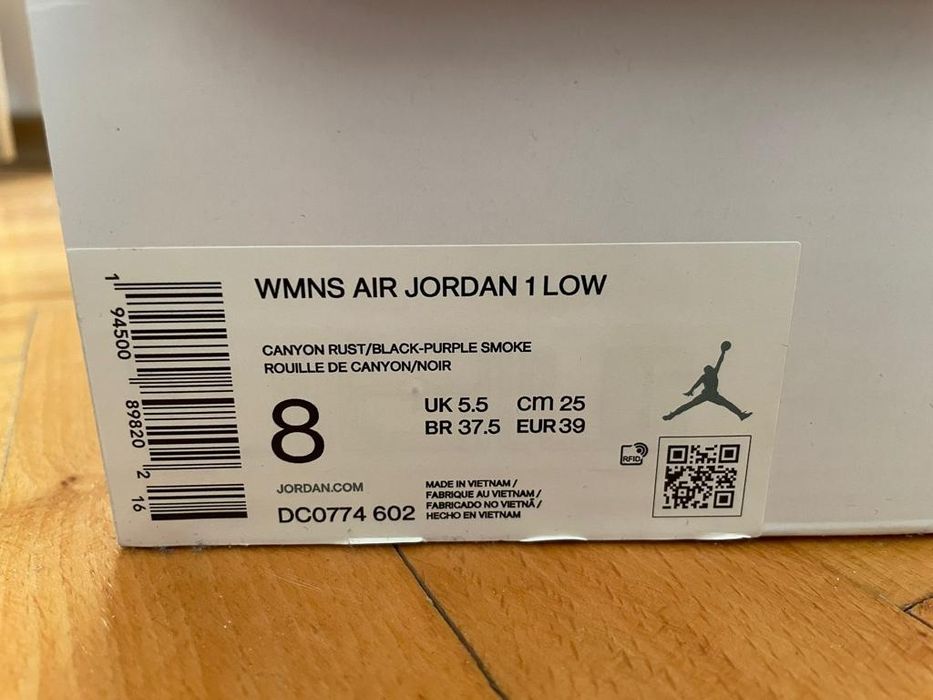 WMNS AIR JORDAN 1 LOW
CANYON RUST/BLACK-PURPLE SMOKE
ROUILLE DE CANYON/NOIR
8
UK 5.5 cm 25
BR 37.5 EUR 39
RFID
JORDAN.COM
DC0774 602
MADE IN VIETNAM /
FABRIQUE AU VIETNAM /
FABRICADO NO VIETNÃ /
HECHO EN VIETNAM
1 94500 89820 2 16